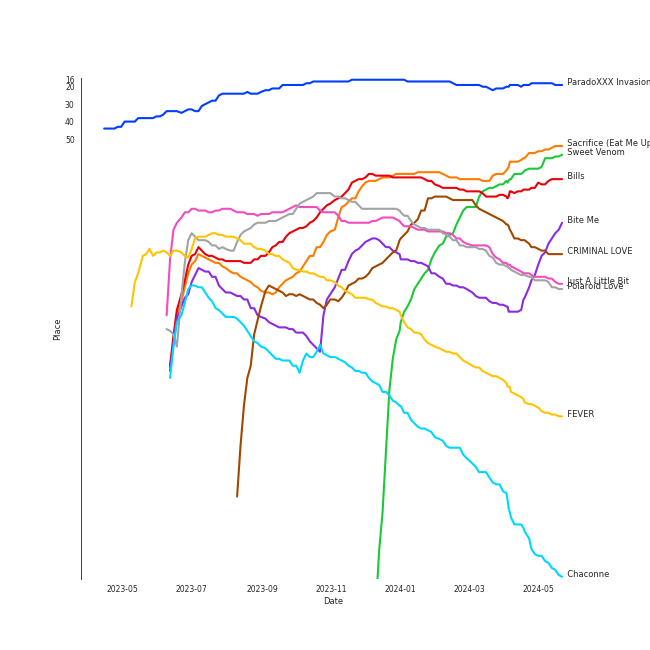 16
20
30
40
50
Place
ParadoXXX Invasion
Sacrifice (Eat Me Up
Sweet Venom
Bills
Bite Me
CRIMINAL LOVE
Just A Little Bit
Polaroid Love
FEVER
Chaconne
2023-05 2023-07 2023-09 2023-11 2024-01 2024-03 2024-05
Date